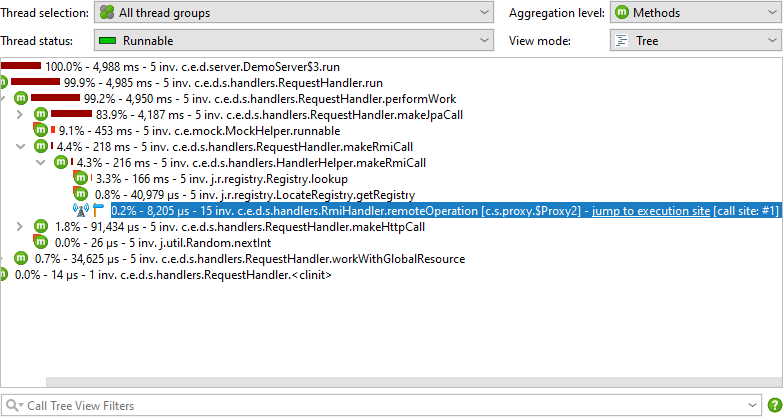 Thread selection: All thread groups Aggregation level: m Methods
Thread status: Runnable View mode: Tree
100.0% - 4,988 ms - 5 inv. c.e.d.server.DemoServer$3.run
m 99.9% - 4,985 ms - 5 inv. c.e.d.s.handlers.RequestHandler.run
m 99.2% - 4,950 ms - 5 inv. c.e.d.s.handlers.RequestHandler.performWork
m 83.9% - 4,187 ms - 5 inv. c.e.d.s.handlers.RequestHandler.makeJpaCall
m 9.1% - 453 ms - 5 inv. c.e.mock.MockHelper.runnable
m 4.4% - 218 ms - 5 inv. c.e.d.s.handlers.RequestHandler.makeRmiCall
m 4.3% - 216 ms - 5 inv. c.e.d.s.handlers.HandlerHelper.makeRmiCall
m 3.3% - 166 ms - 5 inv. j.r.registry.Registry.lookup
m 0.8% - 40,979 µs - 5 inv. j.r.registry.LocateRegistry.getRegistry
0.2% - 8,205 µs - 15 inv. c.e.d.s.handlers.RmiHandler.remoteOperation [c.s.proxy.$Proxy2] - jump to execution site [call site: #1]
m 1.8% - 91,434 µs - 5 inv. c.e.d.s.handlers.RequestHandler.makeHttpCall
m 0.0% - 26 µs - 5 inv. j.util.Random.nextInt
m 0.7% - 34,625 µs - 5 inv. c.e.d.s.handlers.RequestHandler.workWithGlobalResource
m 0.0% - 14 µs - 1 inv. c.e.d.s.handlers.RequestHandler.<clinit>
Call Tree View Filters ?